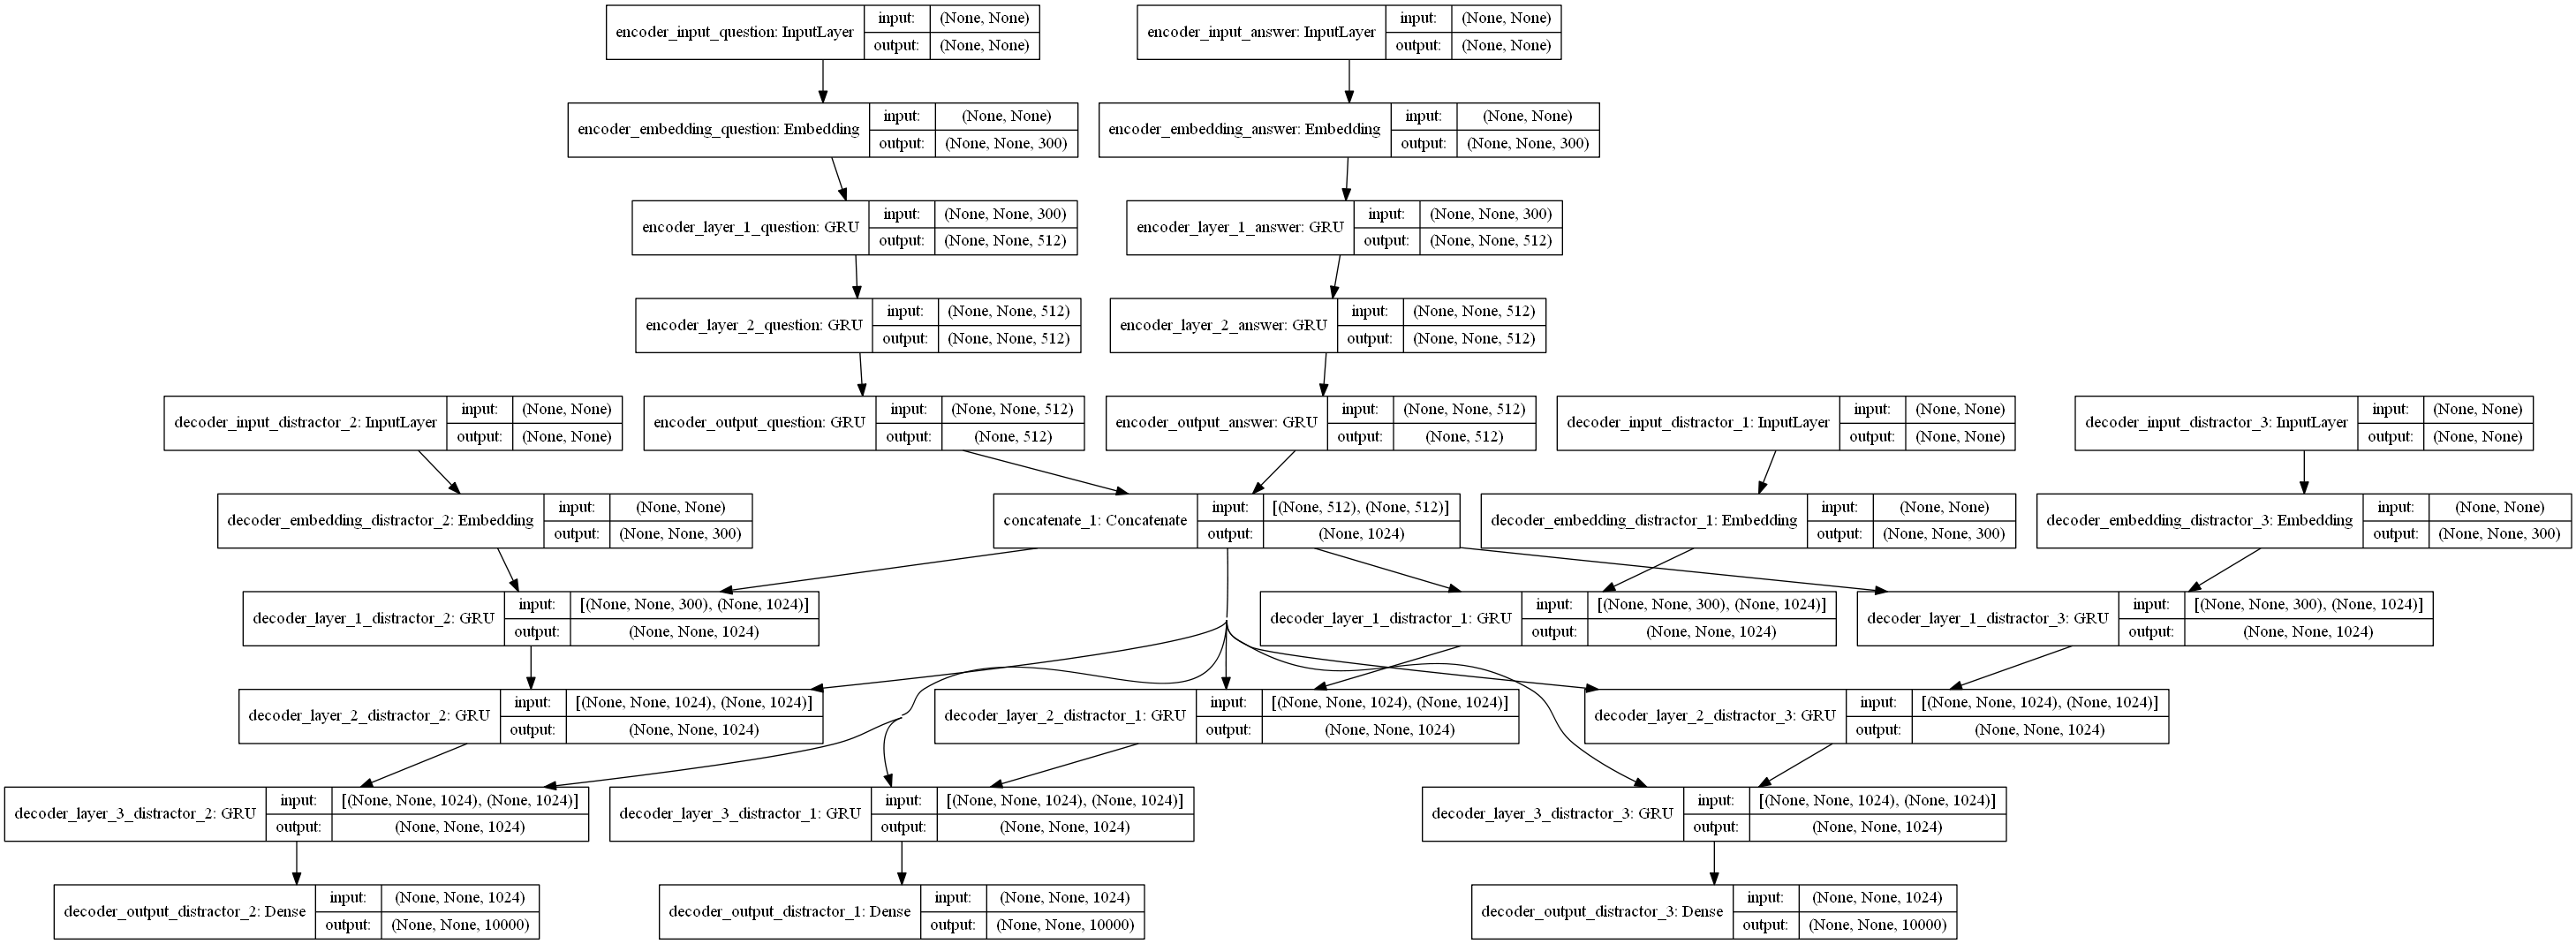 encoder_input_question: InputLayer input: (None, None) output: (None, None)
encoder_input_answer: InputLayer input: (None, None) output: (None, None)
encoder_embedding_question: Embedding input: (None, None) output: (None, None, 300)
encoder_embedding_answer: Embedding input: (None, None) output: (None, None, 300)
encoder_layer_1_question: GRU input: (None, None, 300) output: (None, None, 512)
encoder_layer_1_answer: GRU input: (None, None, 300) output: (None, None, 512)
encoder_layer_2_question: GRU input: (None, None, 512) output: (None, None, 512)
encoder_layer_2_answer: GRU input: (None, None, 512) output: (None, None, 512)
decoder_input_distractor_2: InputLayer input: (None, None) output: (None, None)
encoder_output_question: GRU input: (None, None, 512) output: (None, 512)
encoder_output_answer: GRU input: (None, None, 512) output: (None, 512)
decoder_input_distractor_1: InputLayer input: (None, None) output: (None, None)
decoder_input_distractor_3: InputLayer input: (None, None) output: (None, None)
decoder_embedding_distractor_2: Embedding input: (None, None) output: (None, None, 300)
concatenate_1: Concatenate input: [(None, 512), (None, 512)] output: (None, 1024)
decoder_embedding_distractor_1: Embedding input: (None, None) output: (None, None, 300)
decoder_embedding_distractor_3: Embedding input: (None, None) output: (None, None, 300)
decoder_layer_1_distractor_2: GRU input: [(None, None, 300), (None, 1024)] output: (None, None, 1024)
decoder_layer_1_distractor_1: GRU input: [(None, None, 300), (None, 1024)] output: (None, None, 1024)
decoder_layer_1_distractor_3: GRU input: [(None, None, 300), (None, 1024)] output: (None, None, 1024)
decoder_layer_2_distractor_2: GRU input: [(None, None, 1024), (None, 1024)] output: (None, None, 1024)
decoder_layer_2_distractor_1: GRU input: [(None, None, 1024), (None, 1024)] output: (None, None, 1024)
decoder_layer_2_distractor_3: GRU input: [(None, None, 1024), (None, 1024)] output: (None, None, 1024)
decoder_layer_3_distractor_2: GRU input: [(None, None, 1024), (None, 1024)] output: (None, None, 1024)
decoder_layer_3_distractor_1: GRU input: [(None, None, 1024), (None, 1024)] output: (None, None, 1024)
decoder_layer_3_distractor_3: GRU input: [(None, None, 1024), (None, 1024)] output: (None, None, 1024)
decoder_output_distractor_2: Dense input: (None, None, 1024) output: (None, None, 10000)
decoder_output_distractor_1: Dense input: (None, None, 1024) output: (None, None, 10000)
decoder_output_distractor_3: Dense input: (None, None, 1024) output: (None, None, 10000)